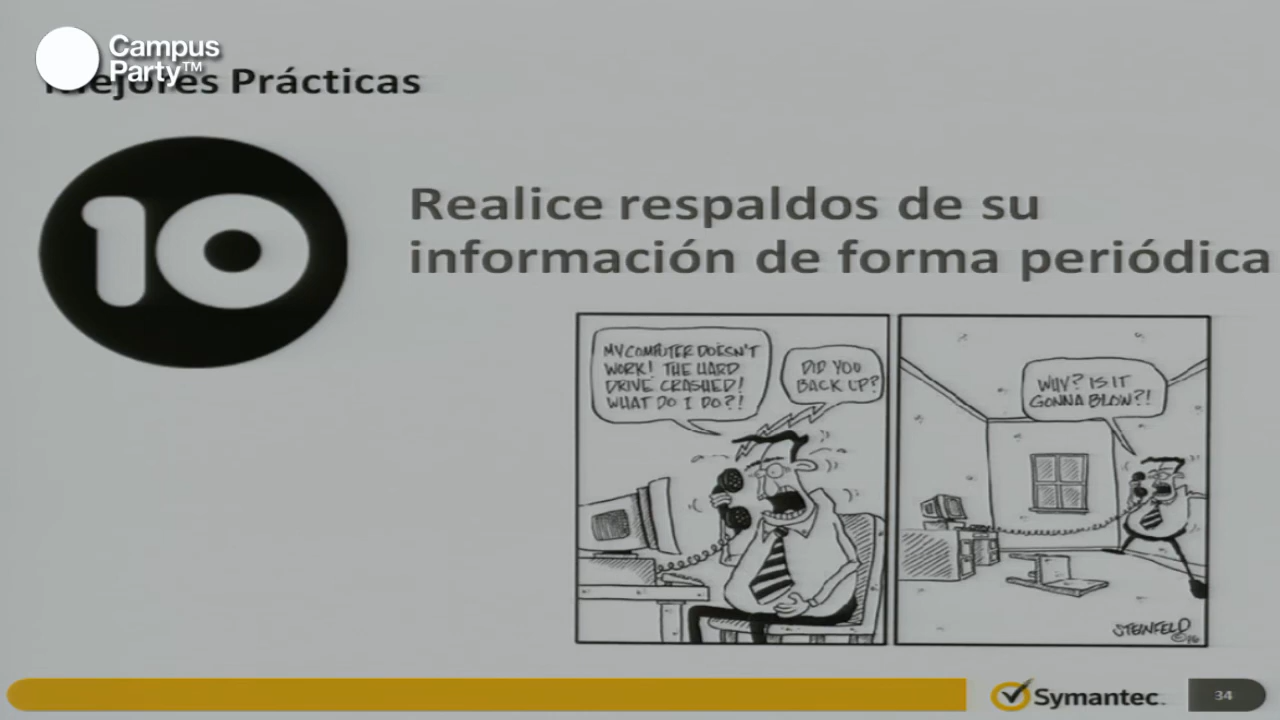 Campus
Party™
Mejores Prácticas
10
Realice respaldos de su
información de forma periódica
MY COMPUTER DOESN'T
WORK! THE HARD
DRIVE CRASHED!
WHAT DO I DO?!
DID YOU
BACK UP?
WHY? IS IT
GONNA BLOW?!
STEINFELD
©'96
Symantec.
34